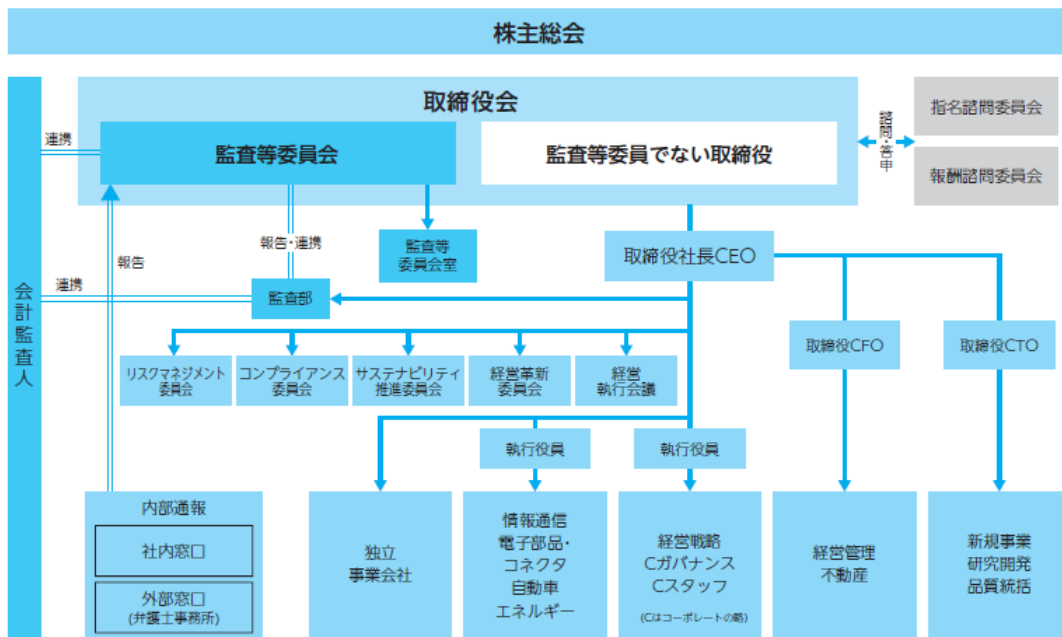 株主総会
取締役会
監査等委員会
監査等委員でない取締役
諮問・答申
指名諮問委員会
報酬諮問委員会
連携
報告・連携
監査等
委員会室
取締役社長CEO
報告
連携
監査部
会計監査人
取締役CFO
取締役CTO
リスクマネジメント
委員会
コンプライアンス
委員会
サステナビリティ
推進委員会
経営革新
委員会
経営
執行会議
執行役員
執行役員
内部通報
社内窓口
外部窓口
(弁護士事務所)
独立
事業会社
情報通信
電子部品・
コネクタ
自動車
エネルギー
経営戦略
Cガバナンス
Cスタッフ
(Cはコーポレートの略)
経営管理
不動産
新規事業
研究開発
品質統括